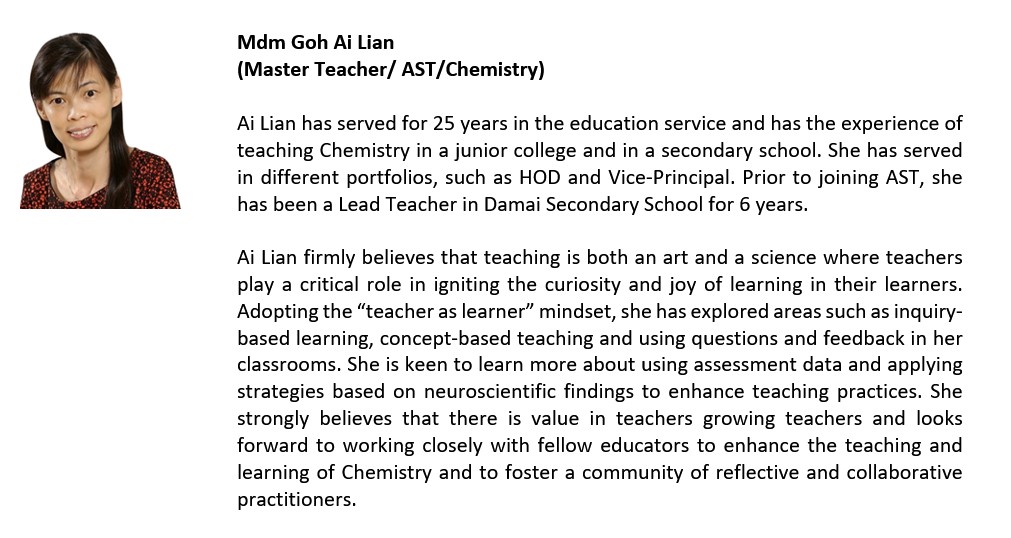 Mdm Goh Ai Lian
(Master Teacher/ AST/Chemistry)
Ai Lian has served for 25 years in the education service and has the experience of
teaching Chemistry in a junior college and in a secondary school. She has served
in different portfolios, such as HOD and Vice-Principal. Prior to joining AST, she
has been a Lead Teacher in Damai Secondary School for 6 years.
Ai Lian firmly believes that teaching is both an art and a science where teachers
play a critical role in igniting the curiosity and joy of learning in their learners.
Adopting the “teacher as learner” mindset, she has explored areas such as inquiry-
based learning, concept-based teaching and using questions and feedback in her
classrooms. She is keen to learn more about using assessment data and applying
strategies based on neuroscientific findings to enhance teaching practices. She
strongly believes that there is value in teachers growing teachers and looks
forward to working closely with fellow educators to enhance the teaching and
learning of Chemistry and to foster a community of reflective and collaborative
practitioners.